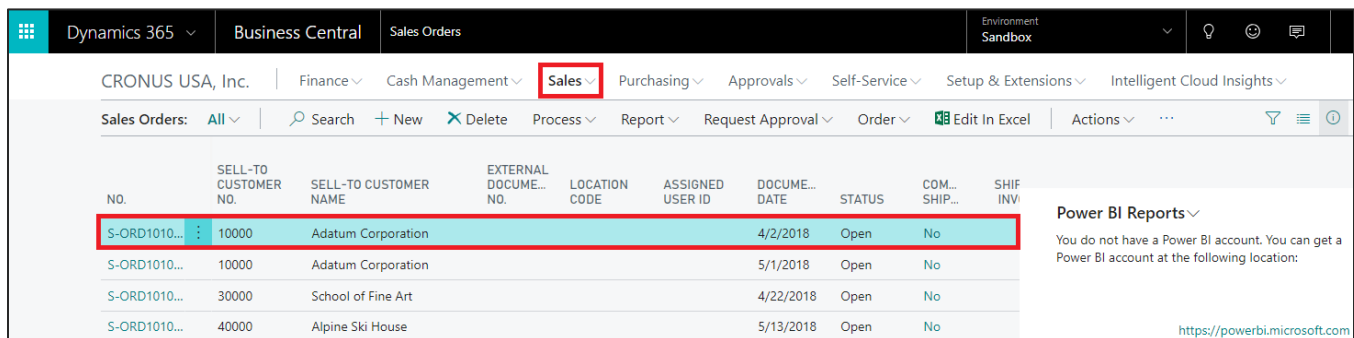 Dynamics 365 Business Central Sales Orders Environment Sandbox
CRONUS USA, Inc. Finance Cash Management Sales Purchasing Approvals Self-Service Setup & Extensions Intelligent Cloud Insights
Sales Orders: All Search + New Delete Process Report Request Approval Order Edit In Excel Actions ...
NO. SELL-TO CUSTOMER NO. SELL-TO CUSTOMER NAME EXTERNAL DOCUME... NO. LOCATION CODE ASSIGNED USER ID DOCUME... DATE STATUS COM... SHIP...
S-ORD1010... 10000 Adatum Corporation 4/2/2018 Open No
S-ORD1010... 10000 Adatum Corporation 5/1/2018 Open No
S-ORD1010... 30000 School of Fine Art 4/22/2018 Open No
S-ORD1010... 40000 Alpine Ski House 5/13/2018 Open No
Power BI Reports
You do not have a Power BI account. You can get a
Power BI account at the following location:
https://powerbi.microsoft.com